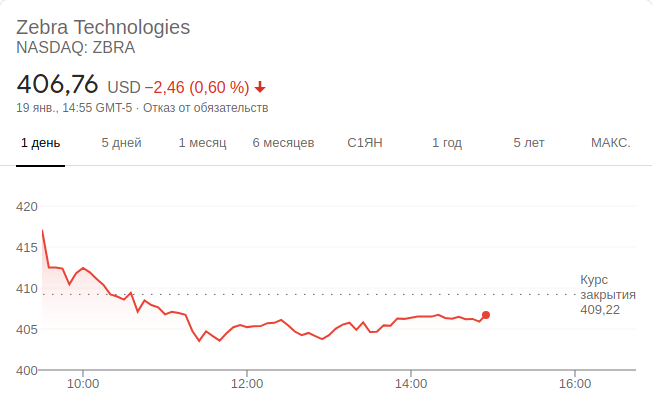 Zebra Technologies
NASDAQ: ZBRA
406,76 USD −2,46 (0,60 %)
19 янв., 14:55 GMT-5 · Отказ от обязательств
1 день 5 дней 1 месяц 6 месяцев С1ЯН 1 год 5 лет МАКС.
420
415
410
405
400
Курс
закрытия
409,22
10:00 12:00 14:00 16:00